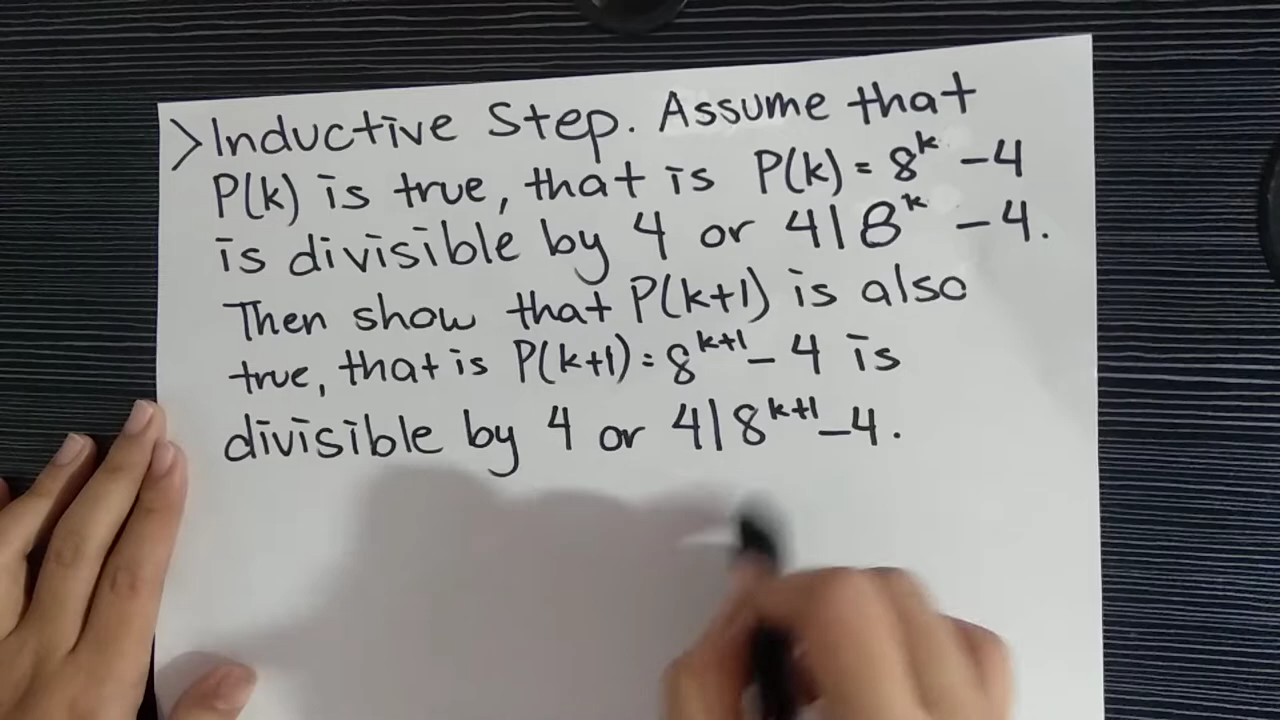 >Inductive Step. Assume that
P(k) is true, that is P(k) = 8^k - 4
is divisible by 4 or 4|8^k - 4.
Then show that P(k+1) is also
true, that is P(k+1) = 8^{k+1} - 4 is
divisible by 4 or 4|8^{k+1} - 4.